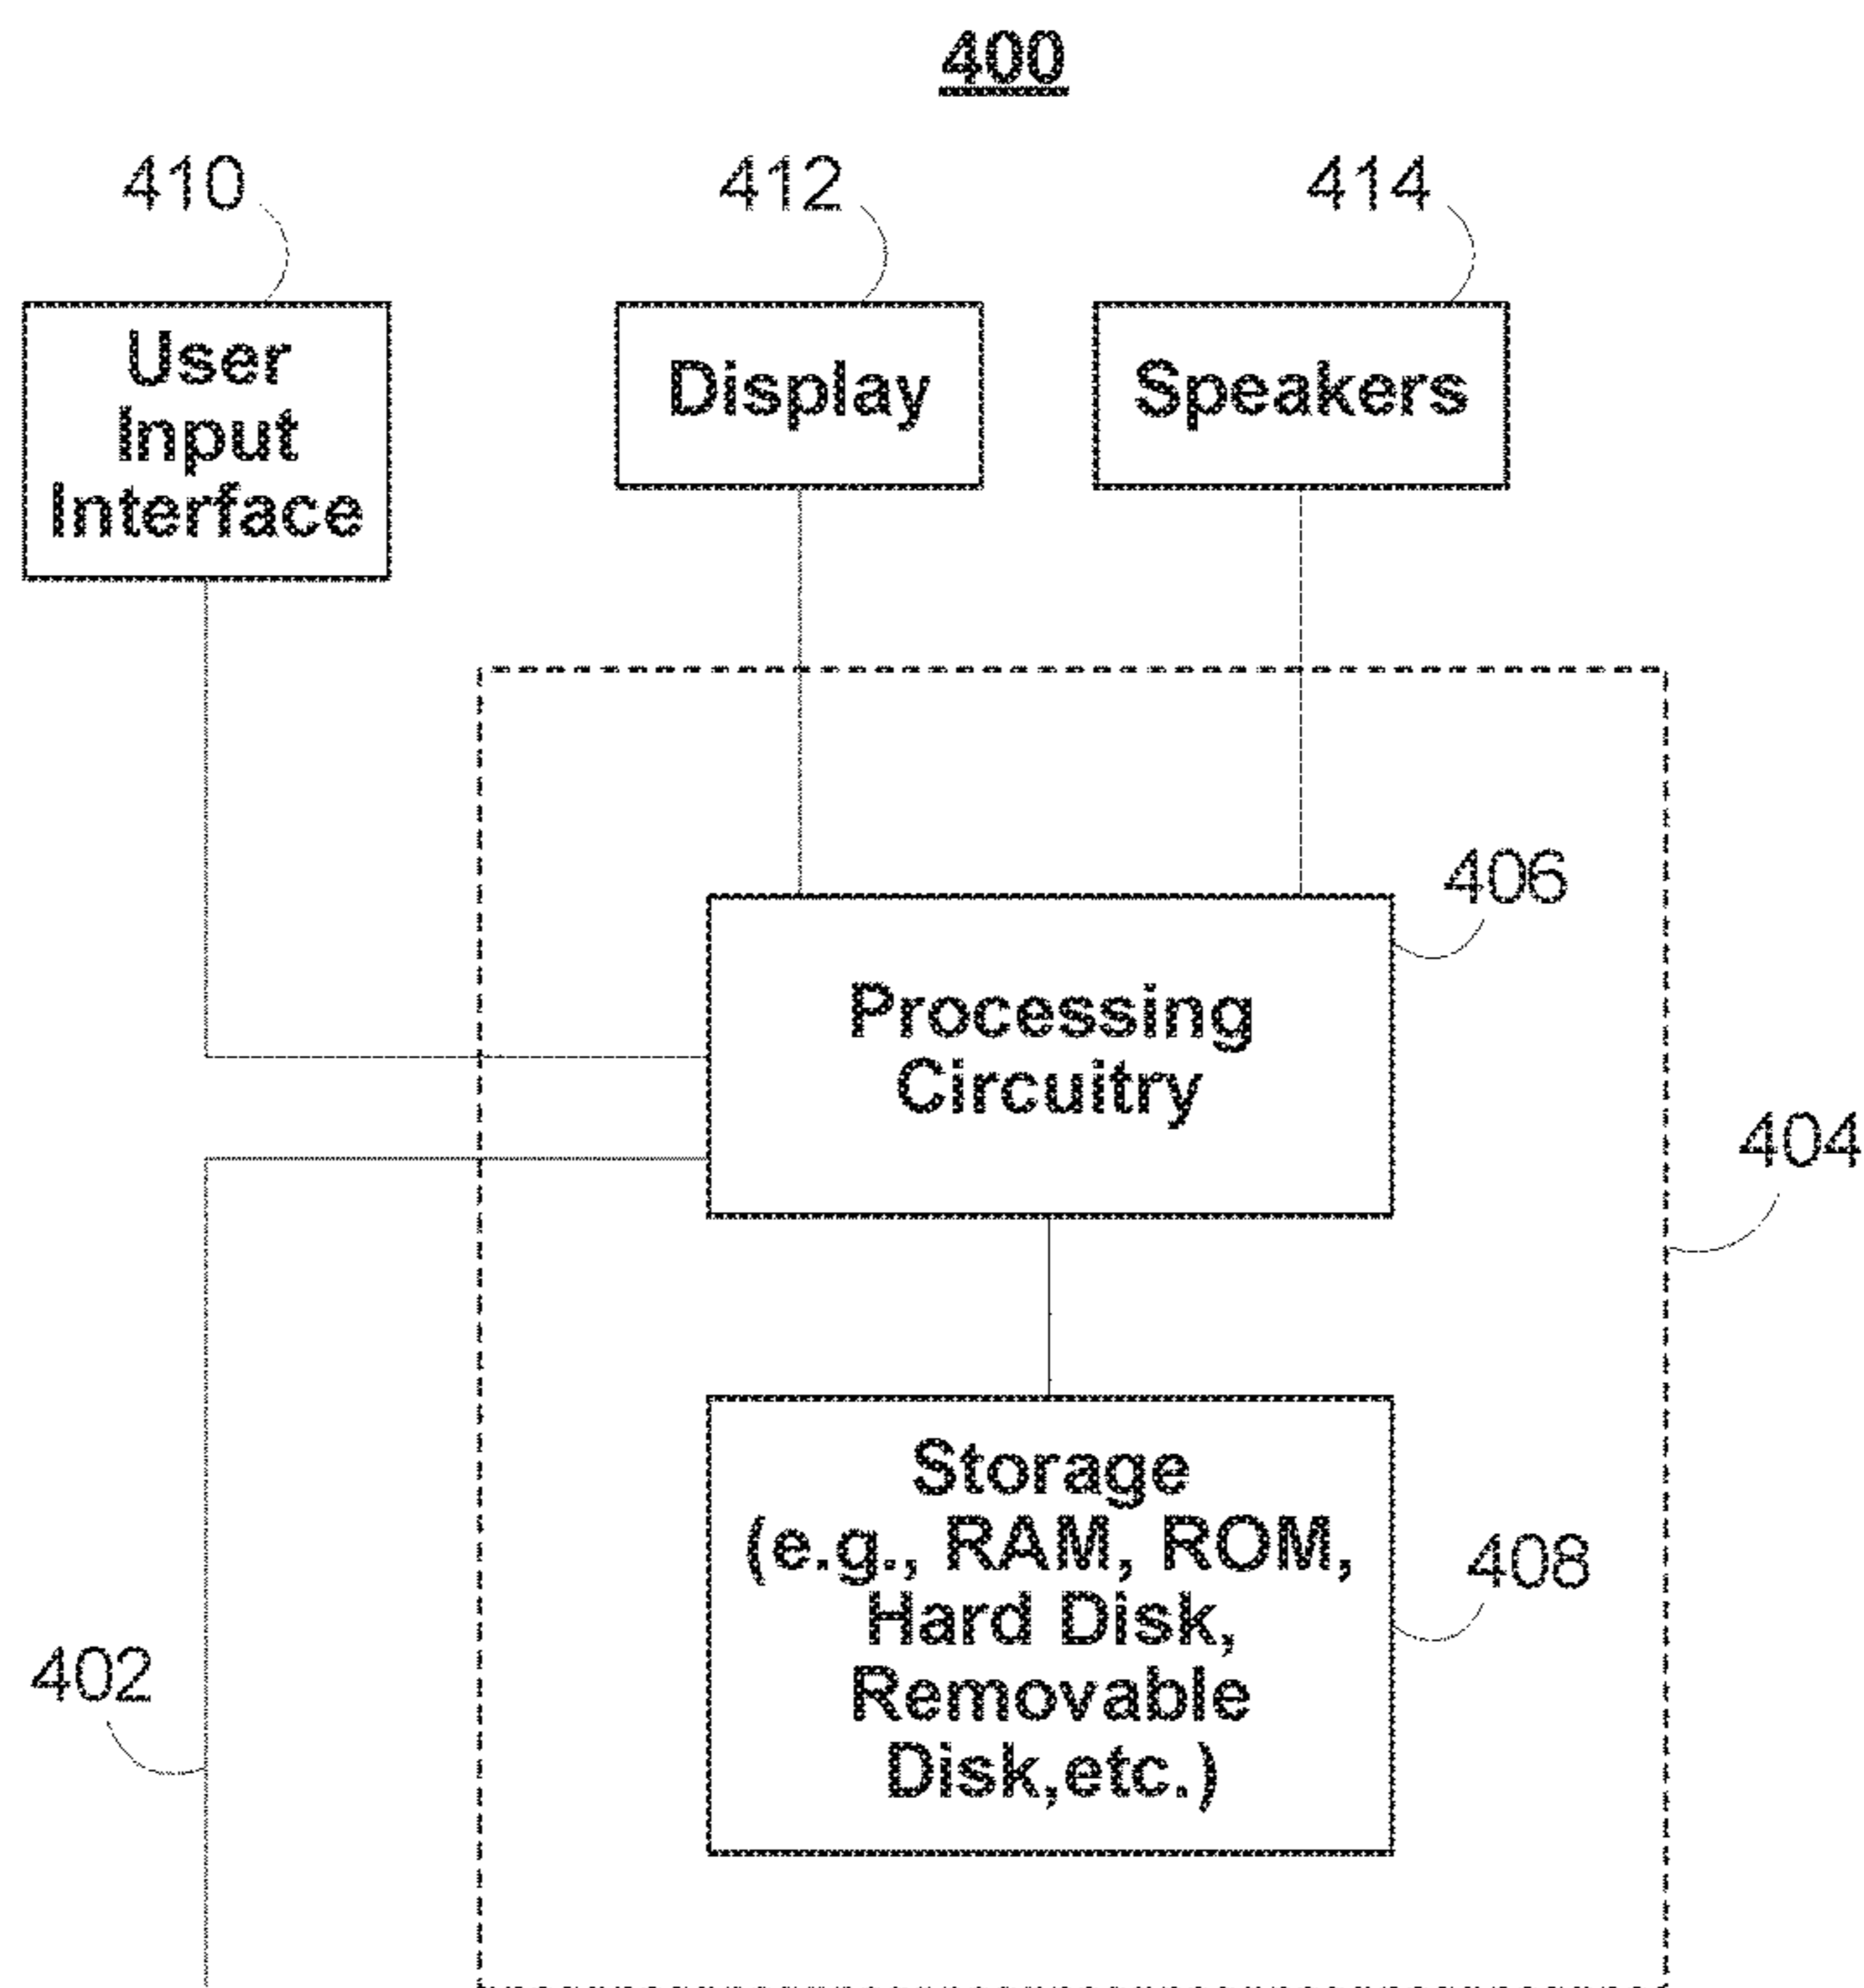 400
410
412
414
User
Input
Interface
Display
Speakers
406
Processing
Circuitry
404
Storage
(e.g., RAM, ROM,
Hard Disk,
Removable
Disk,etc.)
408
402